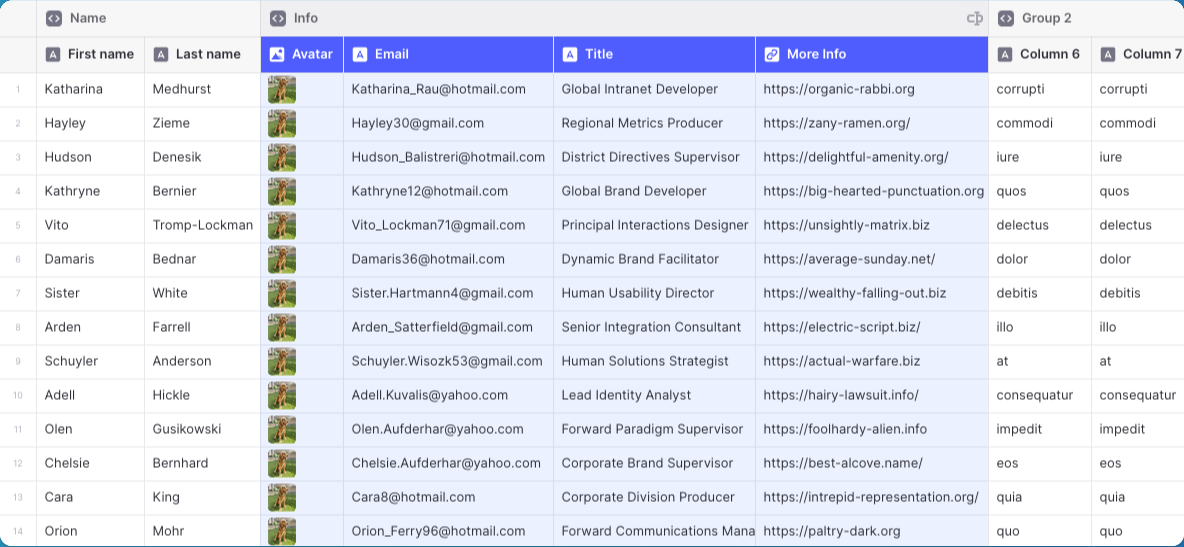 Name Info Group 2
First name Last name Avatar Email Title More Info Column 6 Column 7
1 Katharina Medhurst Katharina_Rau@hotmail.com Global Intranet Developer https://organic-rabbi.org corrupti corrupti
2 Hayley Zieme Hayley30@gmail.com Regional Metrics Producer https://zany-ramen.org/ commodi commodi
3 Hudson Denesik Hudson_Balistreri@hotmail.com District Directives Supervisor https://delightful-amenity.org/ iure iure
4 Kathryne Bernier Kathryne12@hotmail.com Global Brand Developer https://big-hearted-punctuation.org quos quos
5 Vito Tromp-Lockman Vito_Lockman71@gmail.com Principal Interactions Designer https://unsightly-matrix.biz delectus delectus
6 Damaris Bednar Damaris36@hotmail.com Dynamic Brand Facilitator https://average-sunday.net/ dolor dolor
7 Sister White Sister.Hartmann4@gmail.com Human Usability Director https://wealthy-falling-out.biz debitis debitis
8 Arden Farrell Arden_Satterfield@gmail.com Senior Integration Consultant https://electric-script.biz/ illo illo
9 Schuyler Anderson Schuyler.Wisozk53@gmail.com Human Solutions Strategist https://actual-warfare.biz at at
10 Adell Hickle Adell.Kuvalis@yahoo.com Lead Identity Analyst https://hairy-lawsuit.info/ consequatur consequatur
11 Olen Gusikowski Olen.Aufderhar@yahoo.com Forward Paradigm Supervisor https://foolhardy-alien.info impedit impedit
12 Chelsie Bernhard Chelsie.Aufderhar@yahoo.com Corporate Brand Supervisor https://best-alcove.name/ eos eos
13 Cara King Cara8@hotmail.com Corporate Division Producer https://intrepid-representation.org/ quia quia
14 Orion Mohr Orion_Ferry96@hotmail.com Forward Communications Mana https://paltry-dark.org quo quo